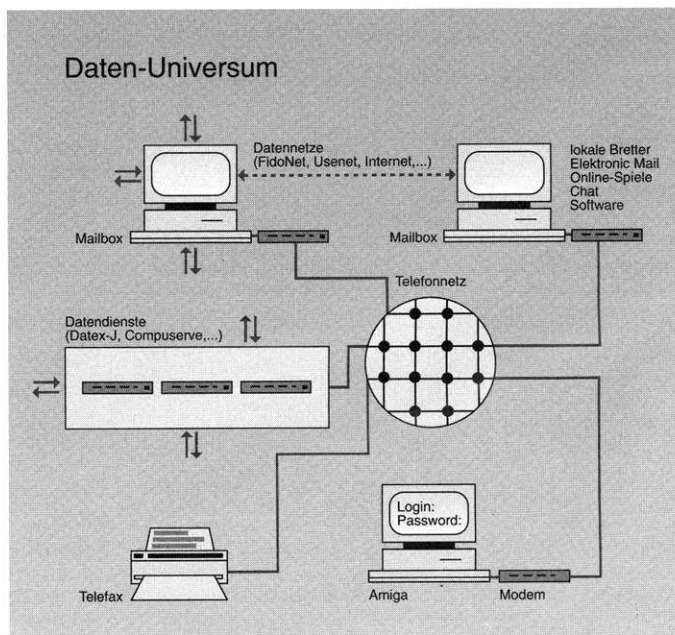 Daten-Universum
Datennetze
(FidoNet, Usenet, Internet,...)
lokale Bretter
Elektronic Mail
Online-Spiele
Chat
Software
Mailbox
Mailbox
Telefonnetz
Datendienste
(Datex-J, Compuserve,...)
Login:
Password:
Telefax
Amiga
Modem